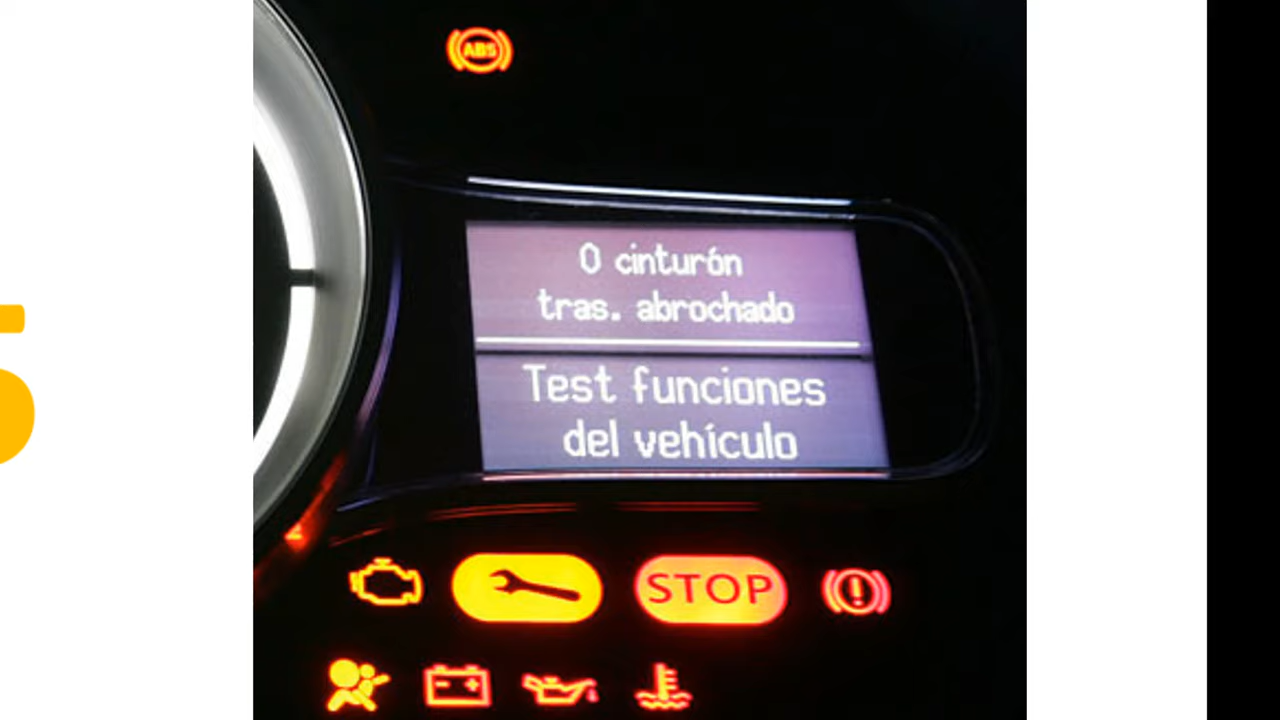 ABS
0 cinturón
tras. abrochado
Test funciones
del vehículo
STOP